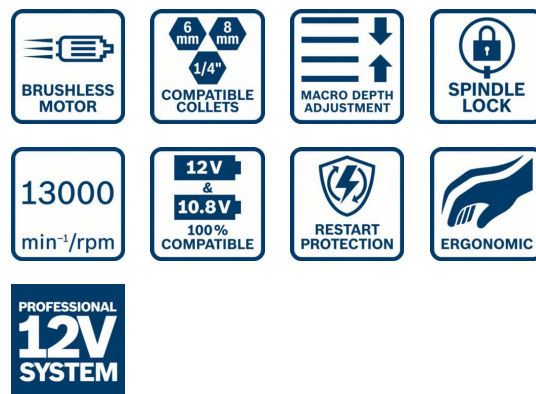 BRUSHLESS
MOTOR
6
mm
8
mm
1/4"
COMPATIBLE
COLLETS
MACRO DEPTH
ADJUSTMENT
SPINDLE
LOCK
13000
min⁻¹/rpm
12V
&
10.8V
100%
COMPATIBLE
RESTART
PROTECTION
ERGONOMIC
PROFESSIONAL
12V
SYSTEM